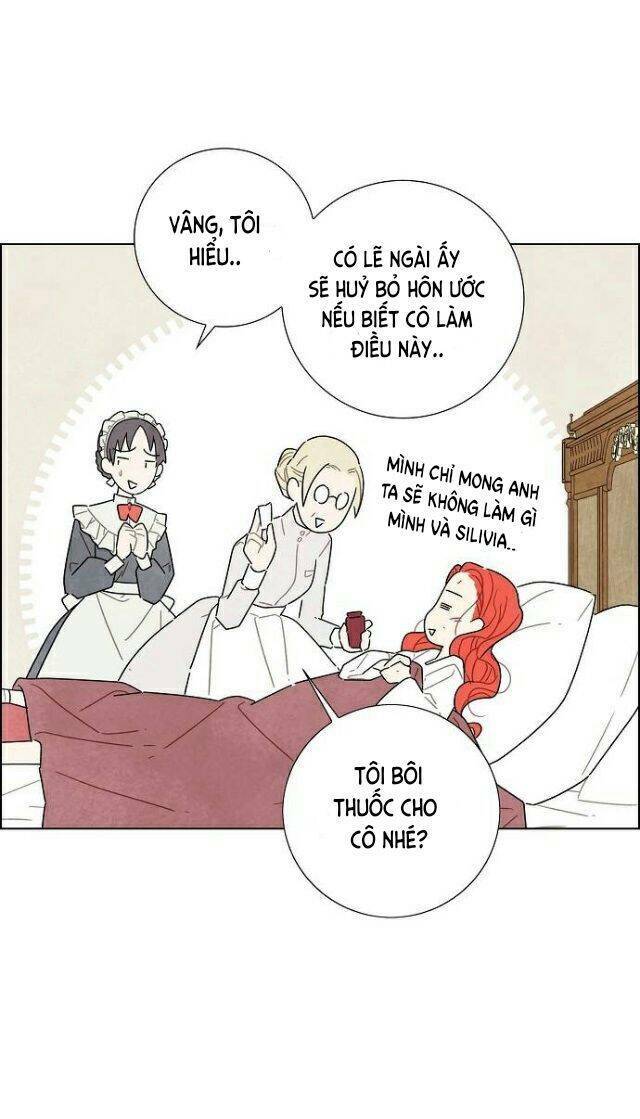 VÂNG, TÔI
HIỂU..
CÓ LẼ NGÀI ẤY
SẼ HUỶ BỎ HÔN ƯỚC
NẾU BIẾT CÔ LÀM
ĐIỀU NÀY..
MÌNH CHỈ MONG ANH
TA SẼ KHÔNG LÀM GÌ
MÌNH VÀ SILIVIA..
TÔI BÔI
THUỐC CHO
CÔ NHÉ?